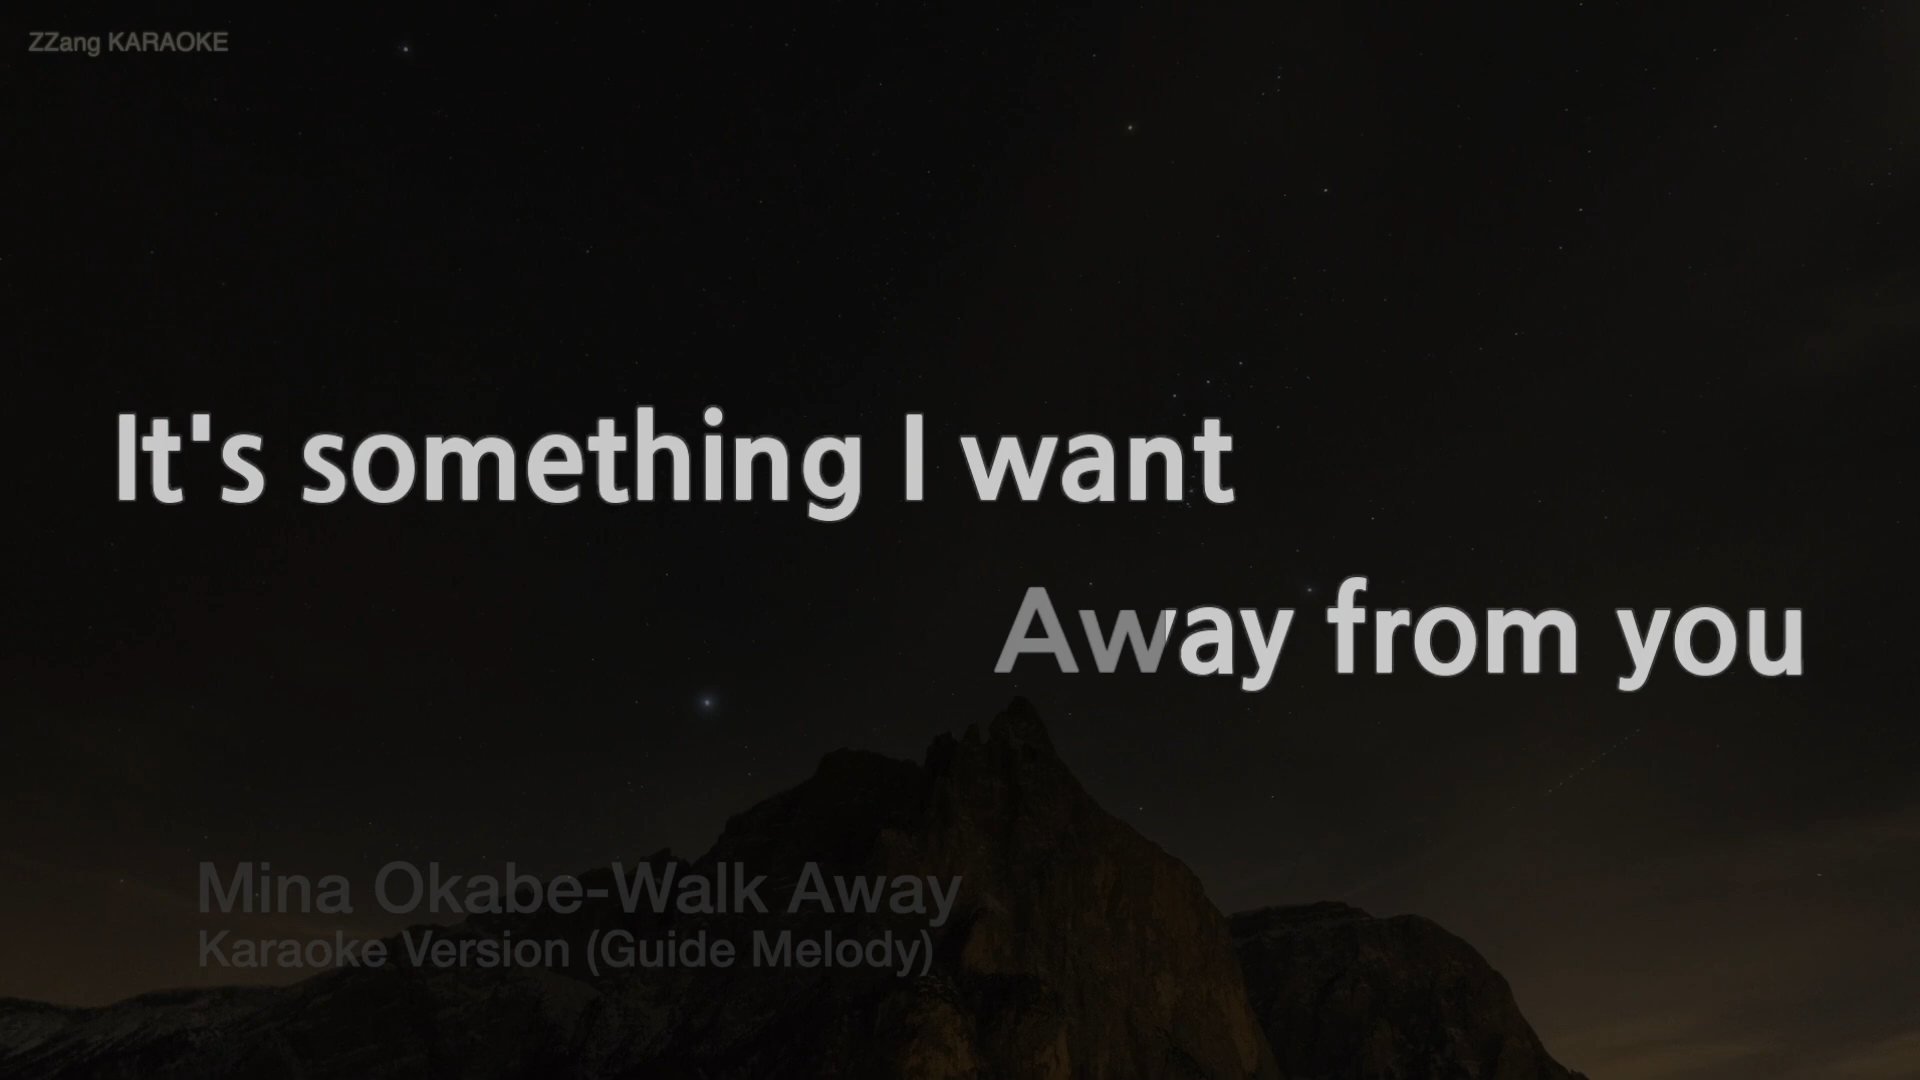 ZZang KARAOKE
It's something I want
Away from you
Mina Okabe-Walk Away
Karaoke Version (Guide Melody)